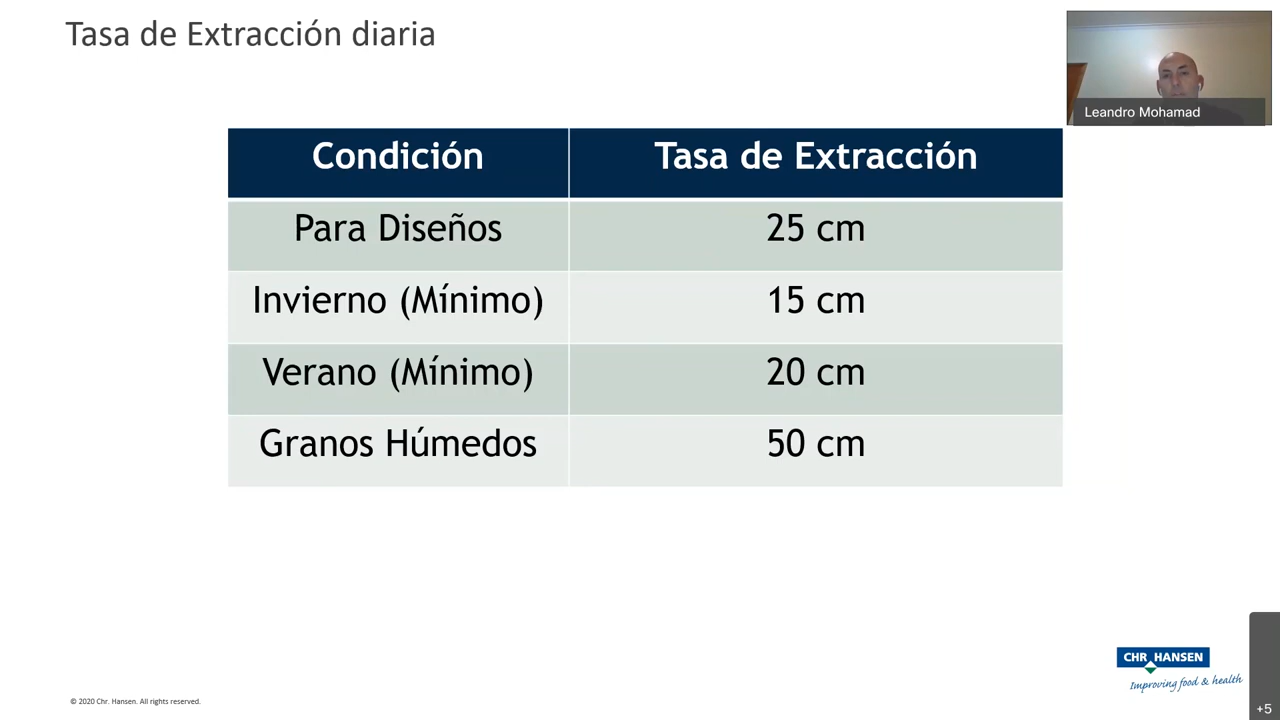 Tasa de Extracción diaria
Leandro Mohamad
Condición Tasa de Extracción
Para Diseños 25 cm
Invierno (Mínimo) 15 cm
Verano (Mínimo) 20 cm
Granos Húmedos 50 cm
CHR HANSEN
Improving food & health
© 2020 Chr. Hansen. All rights reserved.
+5